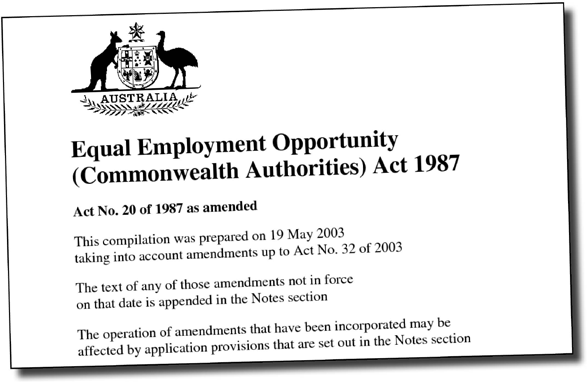 AUSTRALIA
Equal Employment Opportunity
(Commonwealth Authorities) Act 1987
Act No. 20 of 1987 as amended
This compilation was prepared on 19 May 2003
taking into account amendments up to Act No. 32 of 2003
The text of any of those amendments not in force
on that date is appended in the Notes section
The operation of amendments that have been incorporated may be
affected by application provisions that are set out in the Notes section